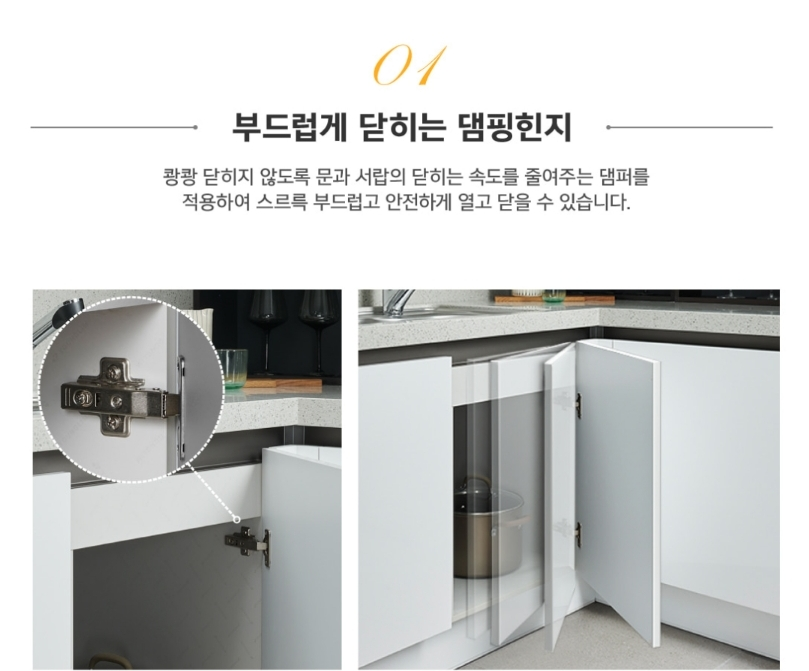 01
부드럽게 닫히는 댐핑힌지
쾅쾅 닫히지 않도록 문과 서랍의 닫히는 속도를 줄여주는 댐퍼를
적용하여 스르륵 부드럽고 안전하게 열고 닫을 수 있습니다.